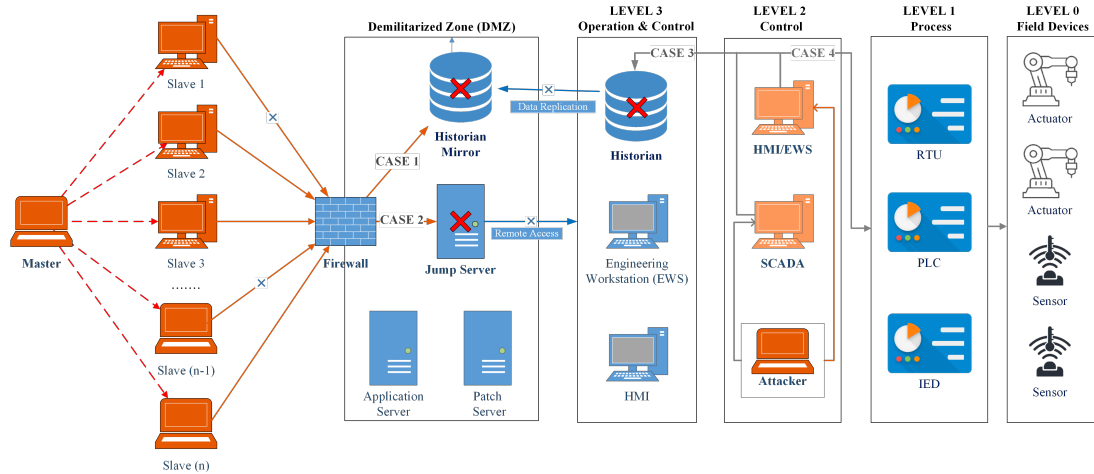 Demilitarized Zone (DMZ)
LEVEL 3
Operation & Control
LEVEL 2
Control
LEVEL 1
Process
LEVEL 0
Field Devices
Slave 1
Slave 2
Master
Slave 3
.......
Slave (n-1)
Slave (n)
Firewall
CASE 1
CASE 2
Historian
Mirror
Jump Server
Application
Server
Patch
Server
Data Replication
Remote Access
CASE 3
Historian
Engineering
Workstation (EWS)
HMI
CASE 4
HMI/EWS
SCADA
Attacker
RTU
PLC
IED
Actuator
Actuator
Sensor
Sensor